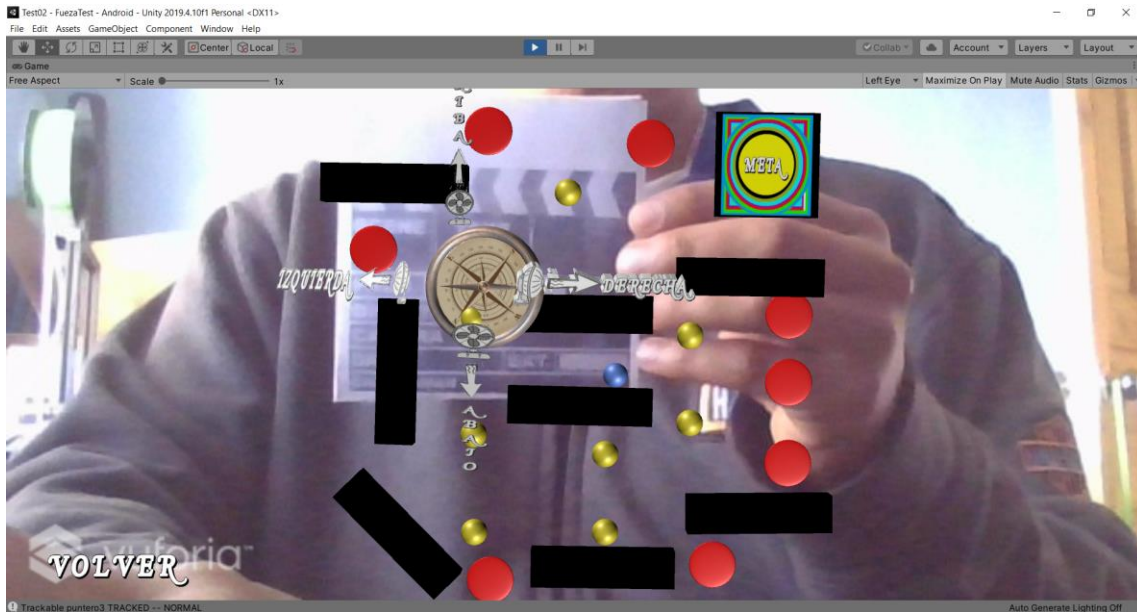 Test02 - FuezaTest - Android - Unity 2019.4.10f1 Personal <DX11>
File Edit Assets GameObject Component Window Help
Center Local Collab Account Layers Layout
Game
Free Aspect Scale 1x Left Eye Maximize On Play Mute Audio Stats Gizmos
META
IZQUIERDA
DERECHA
ABAJO
vuforia™
VOLVER
Trackable puntero3 TRACKED -- NORMAL
Auto Generate Lighting Off